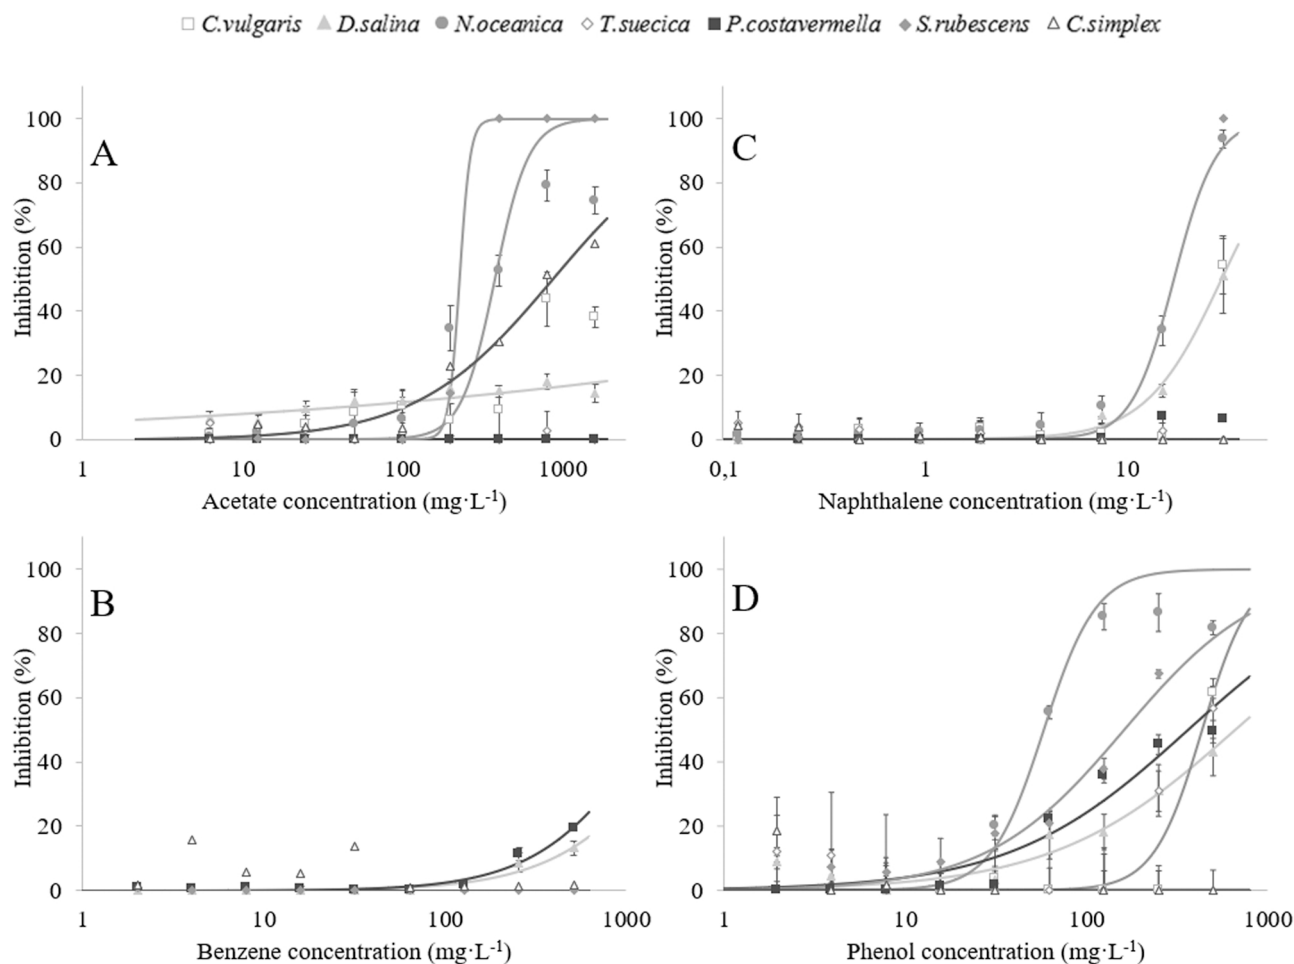 C.vulgaris D.salina N.oceanica T.suecica P.costavermella S.rubescens C.simplex
A
Inhibition (%)
100
80
60
40
20
0
1 10 100 1000
Acetate concentration (mg·L-1)
C
Inhibition (%)
100
80
60
40
20
0
0,1 1 10
Naphthalene concentration (mg·L-1)
B
Inhibition (%)
100
80
60
40
20
0
1 10 100 1000
Benzene concentration (mg·L-1)
D
Inhibition (%)
100
80
60
40
20
0
1 10 100 1000
Phenol concentration (mg·L-1)